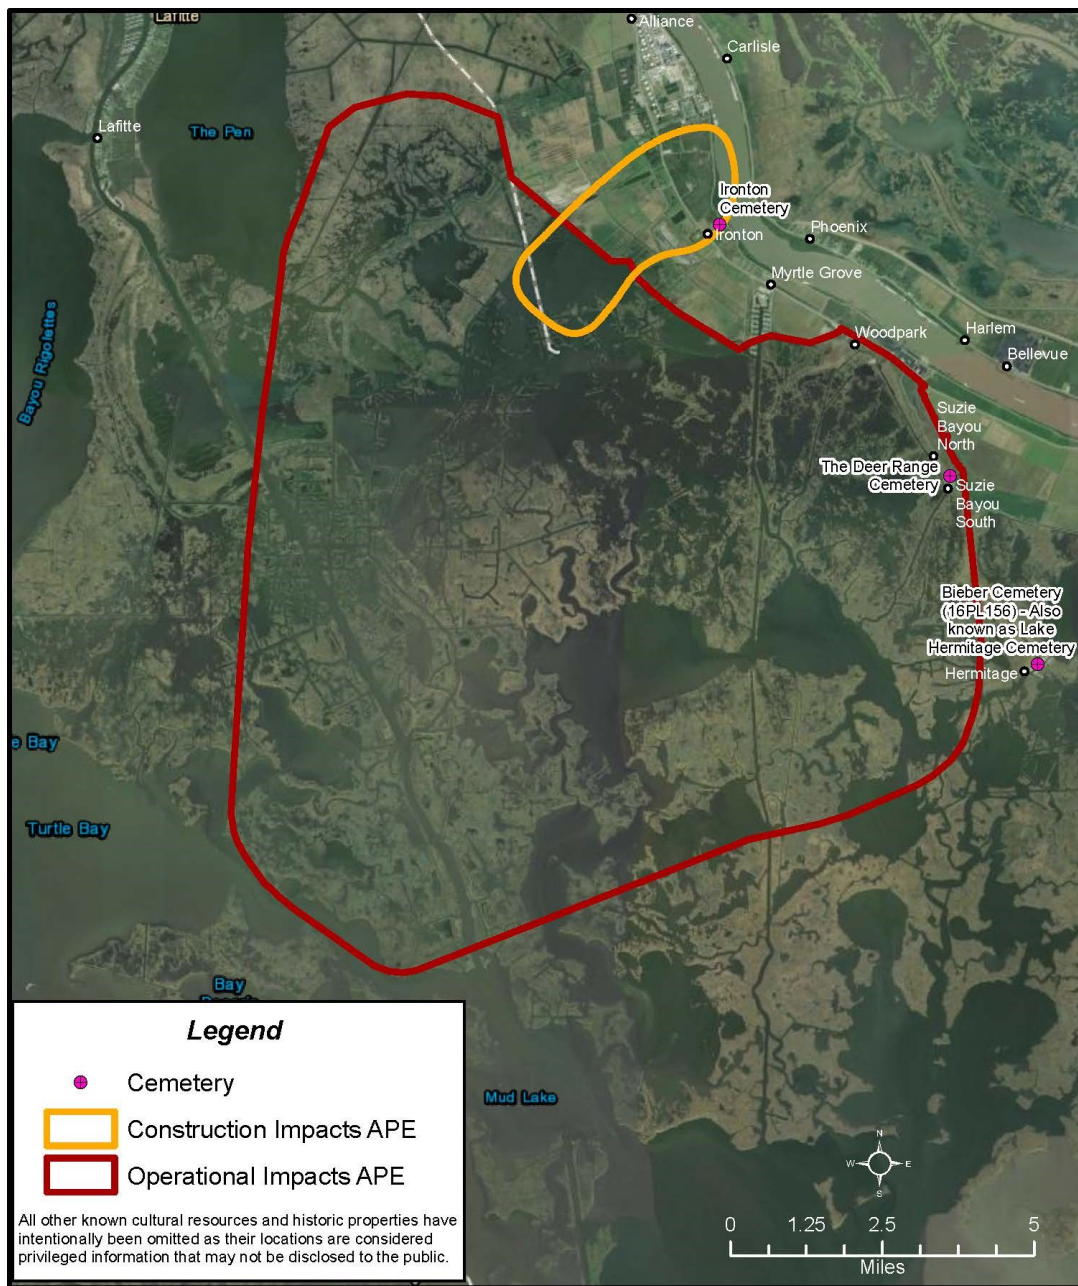 Lafitte
Alliance
Carlisle
The Pen
Lafitte
Ironton
Cemetery
Ironton
Phoenix
Myrtle Grove
Bayou Rigolettes
Woodpark
Harlem
Bellevue
Suzie
Bayou
North
The Deer Range
Cemetery
Suzie
Bayou
South
Bieber Cemetery
(16PL156) - Also
known as Lake
Hermitage Cemetery
Hermitage
e Bay
Turtle Bay
Bay
Mud Lake
Legend
Cemetery
Construction Impacts APE
Operational Impacts APE
All other known cultural resources and historic properties have
intentionally been omitted as their locations are considered
privileged information that may not be disclosed to the public.
N
W E
S
0 1.25 2.5 5
Miles